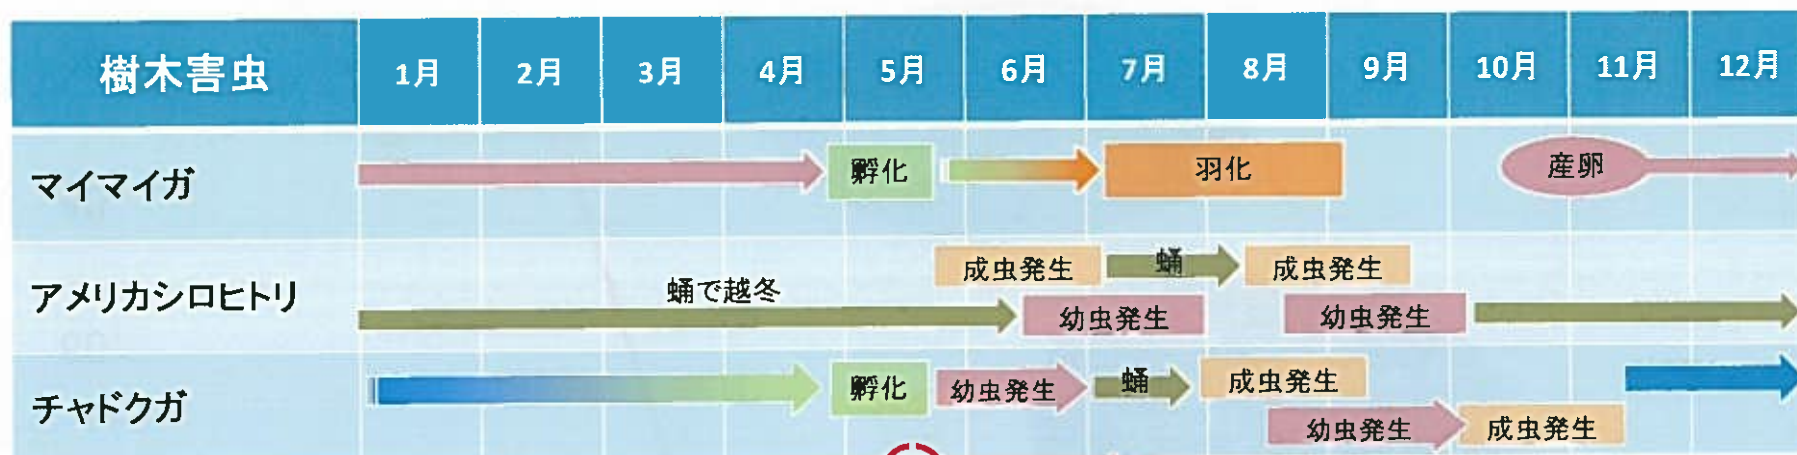 樹木害虫 1月 2月 3月 4月 5月 6月 7月 8月 9月 10月 11月 12月
マイマイガ 孵化 羽化 産卵
アメリカシロヒトリ
成虫発生 蛹 成虫発生
蛹で越冬
幼虫発生 幼虫発生
チャドクガ
孵化 幼虫発生 蛹 成虫発生
幼虫発生 成虫発生